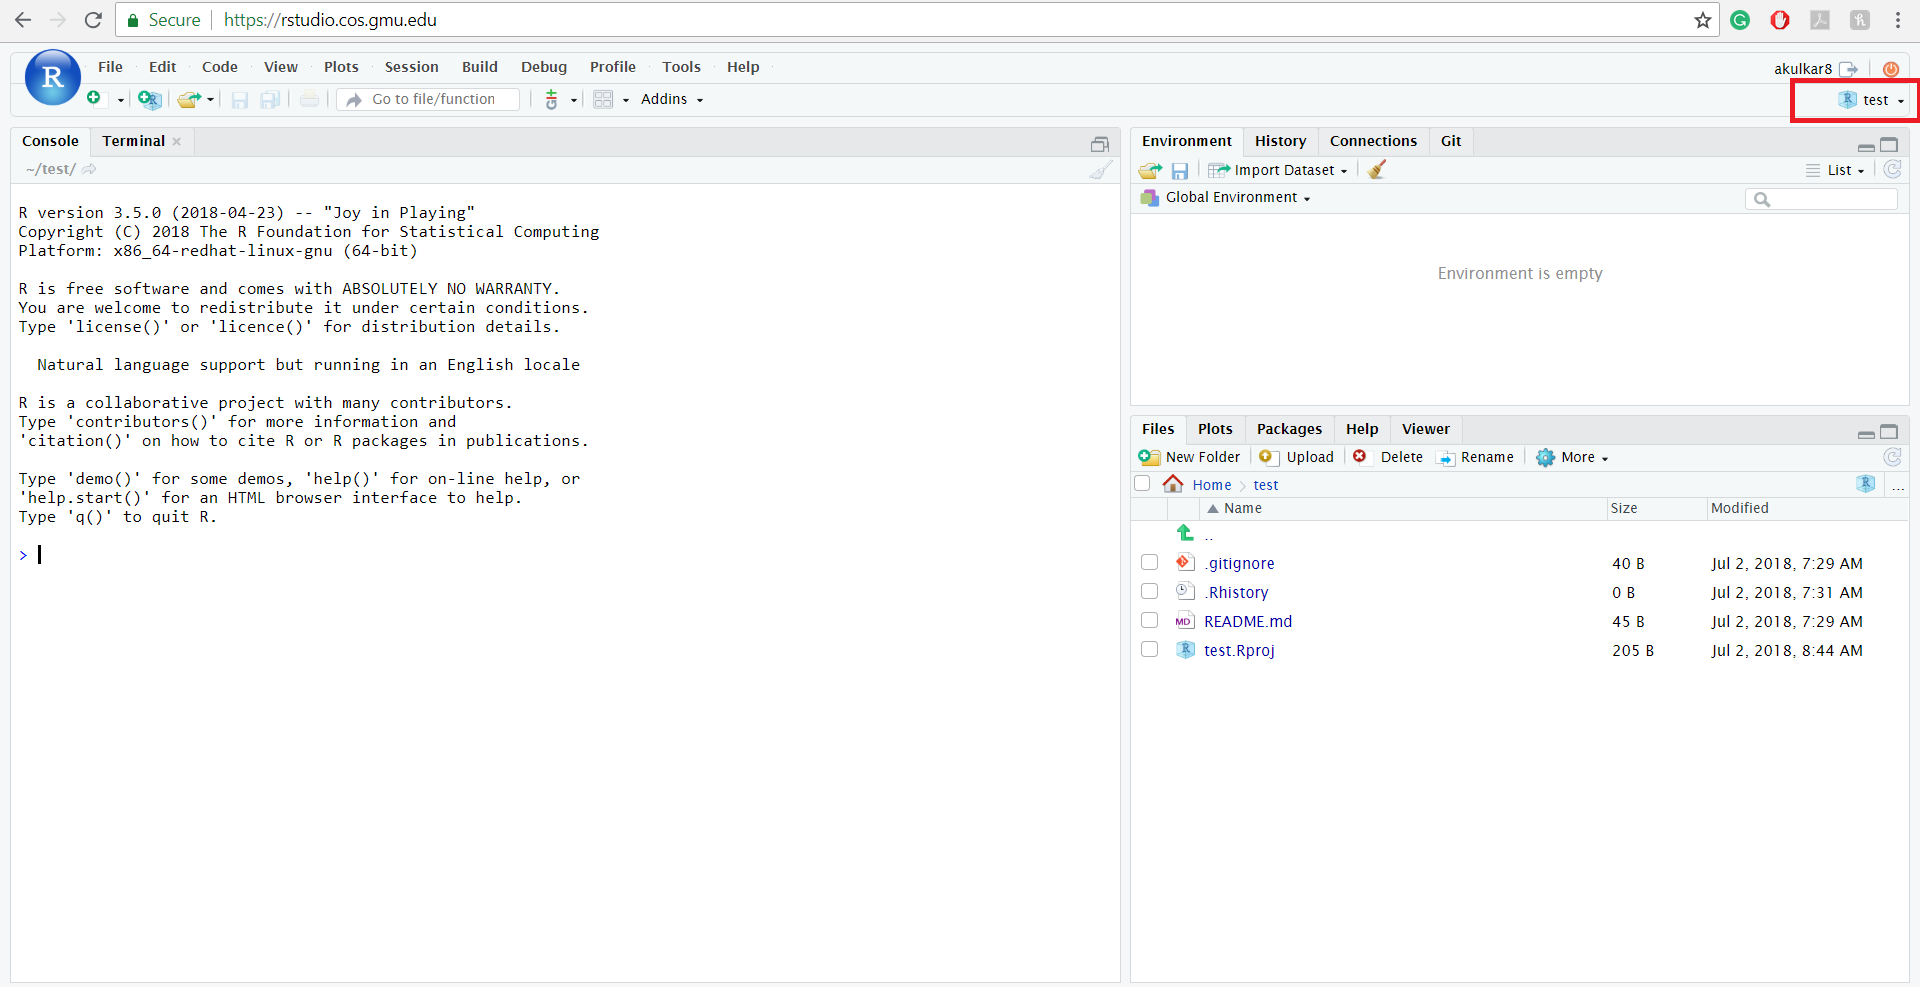 Secure https://rstudio.cos.gmu.edu
R File Edit Code View Plots Session Build Debug Profile Tools Help akulkar8
Go to file/function Addins test
Console Terminal
~/test/
R version 3.5.0 (2018-04-23) -- "Joy in Playing"
Copyright (C) 2018 The R Foundation for Statistical Computing
Platform: x86_64-redhat-linux-gnu (64-bit)
R is free software and comes with ABSOLUTELY NO WARRANTY.
You are welcome to redistribute it under certain conditions.
Type 'license()' or 'licence()' for distribution details.
Natural language support but running in an English locale
R is a collaborative project with many contributors.
Type 'contributors()' for more information and
'citation()' on how to cite R or R packages in publications.
Type 'demo()' for some demos, 'help()' for on-line help, or
'help.start()' for an HTML browser interface to help.
Type 'q()' to quit R.
>
Environment History Connections Git
Import Dataset List
Global Environment
Environment is empty
Files Plots Packages Help Viewer
New Folder Upload Delete Rename More
Home test ...
Name Size Modified
..
.gitignore 40 B Jul 2, 2018, 7:29 AM
.Rhistory 0 B Jul 2, 2018, 7:31 AM
MD README.md 45 B Jul 2, 2018, 7:29 AM
test.Rproj 205 B Jul 2, 2018, 8:44 AM